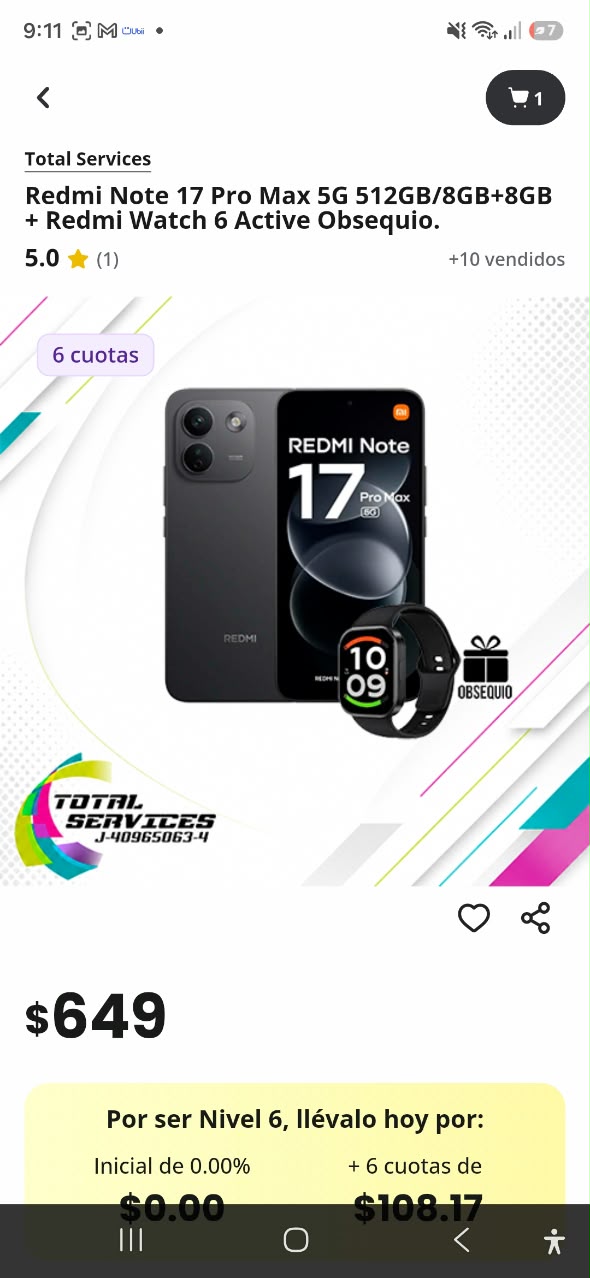 9:11
Ubii
7
1
Total Services
Redmi Note 17 Pro Max 5G 512GB/8GB+8GB
+ Redmi Watch 6 Active Obsequio.
5.0 (1)
+10 vendidos
6 cuotas
REDMI Note
17 Pro Max
5G
REDMI
REDMI N
10
09
OBSEQUIO
TOTAL
SERVICES
J-40965063-4
$649
Por ser Nivel 6, llévalo hoy por:
Inicial de 0.00%
+ 6 cuotas de
$0.00
$108.17